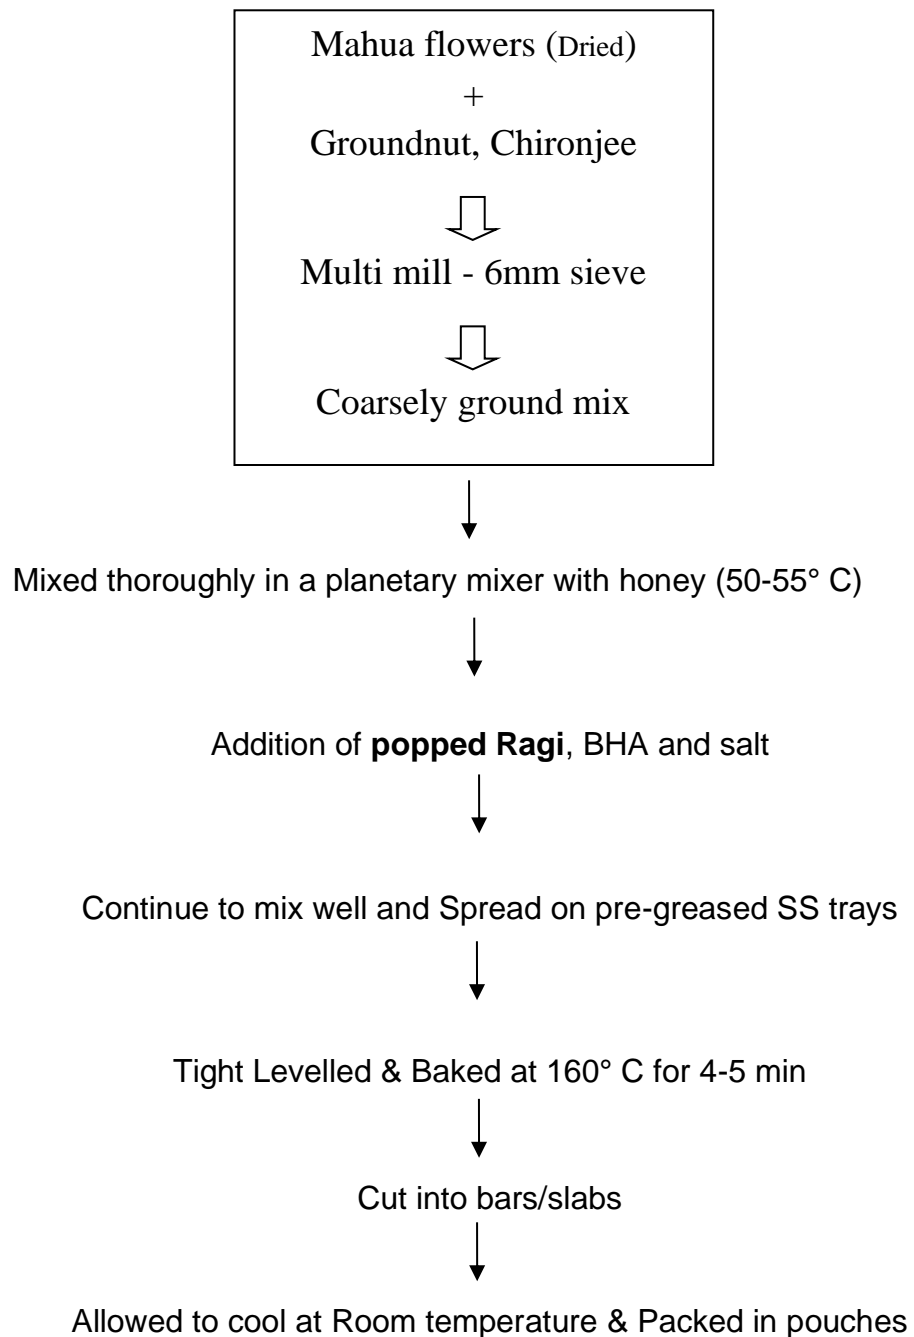 Mahua flowers (Dried)
+
Groundnut, Chironjee
Multi mill - 6mm sieve
Coarsely ground mix
Mixed thoroughly in a planetary mixer with honey (50-55° C)
Addition of popped Ragi, BHA and salt
Continue to mix well and Spread on pre-greased SS trays
Tight Levelled & Baked at 160° C for 4-5 min
Cut into bars/slabs
Allowed to cool at Room temperature & Packed in pouches